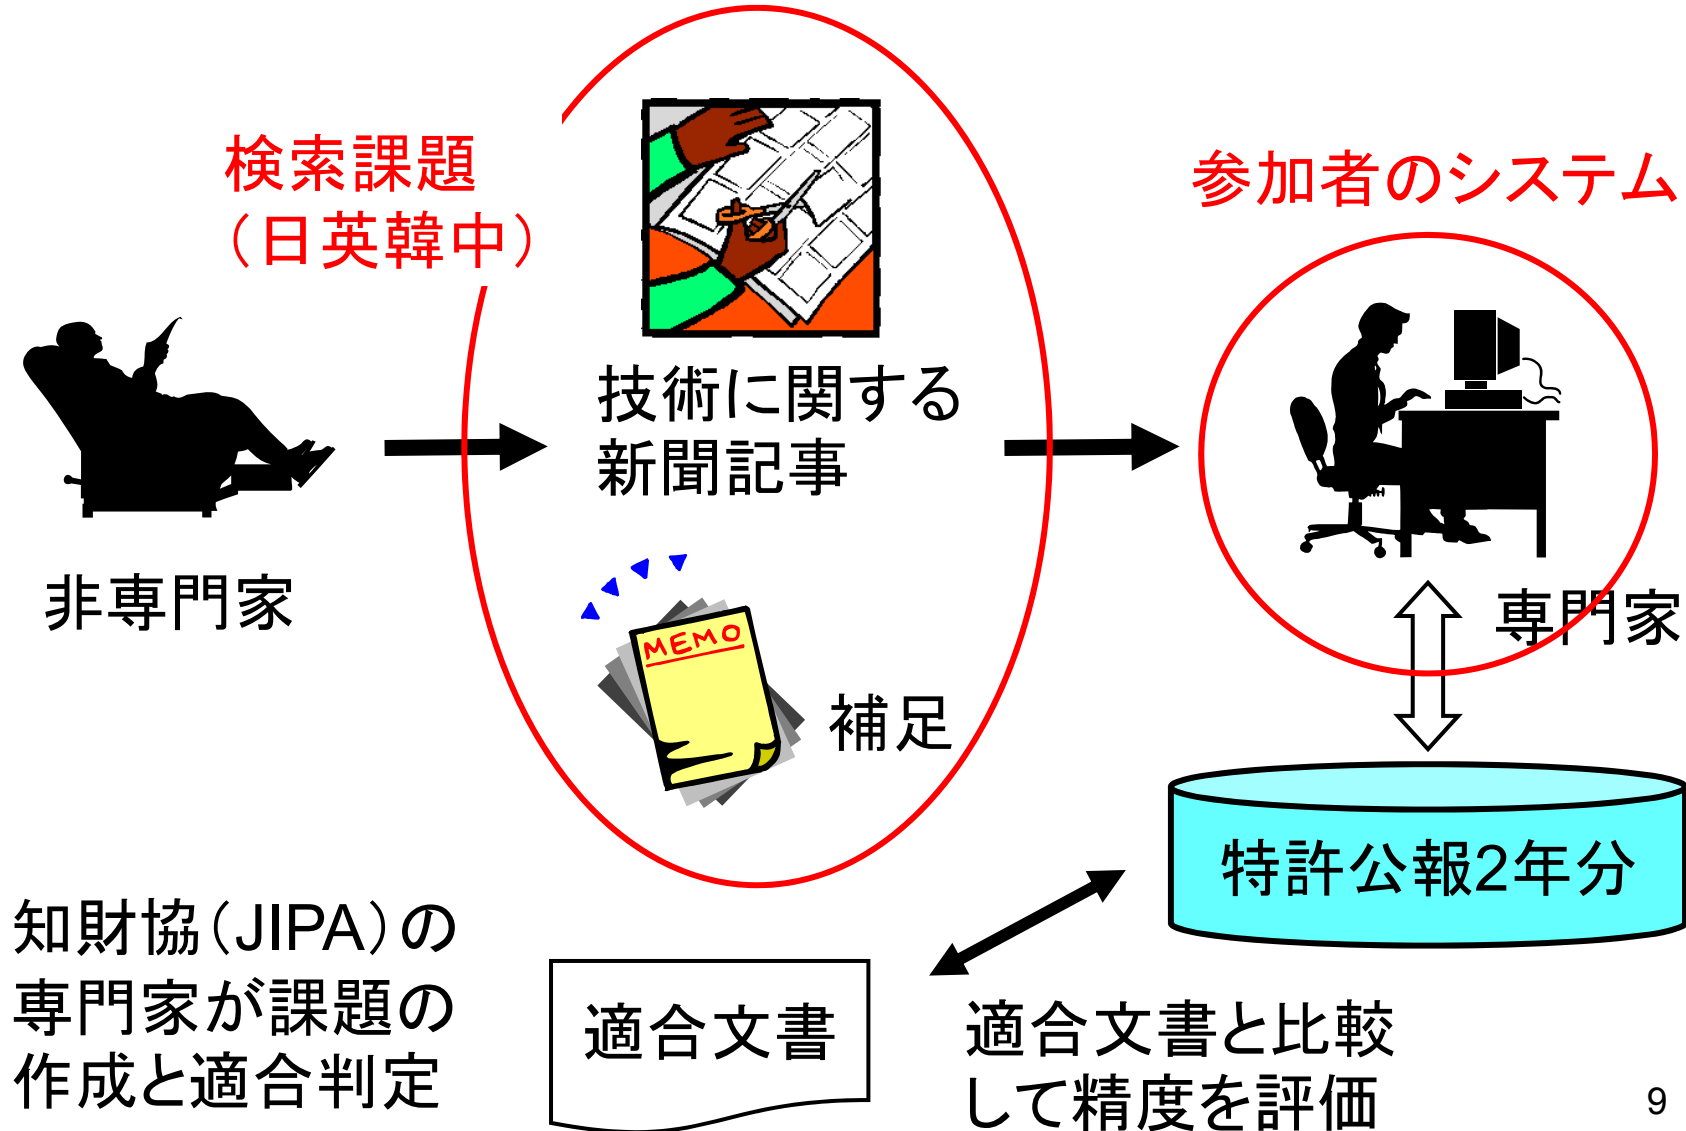 検索課題
（日英韓中）
参加者のシステム
技術に関する
新聞記事
非専門家
専門家
MEMO
補足
特許公報2年分
知財協（JIPA）の
専門家が課題の
作成と適合判定
適合文書
適合文書と比較
して精度を評価
9